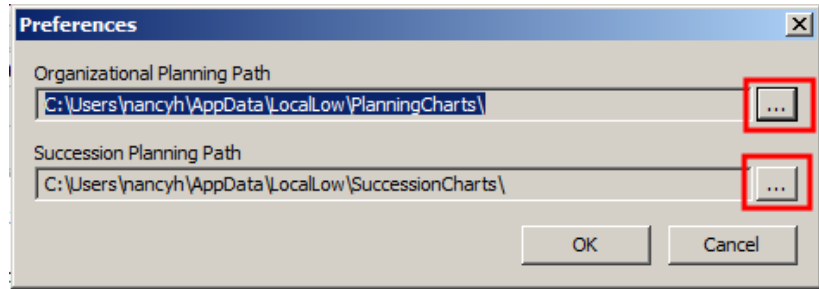 Preferences
Organizational Planning Path
C:\Users\nancyh\AppData\LocalLow\PlanningCharts\
...
Succession Planning Path
C:\Users\nancyh\AppData\LocalLow\SuccessionCharts\
...
OK Cancel